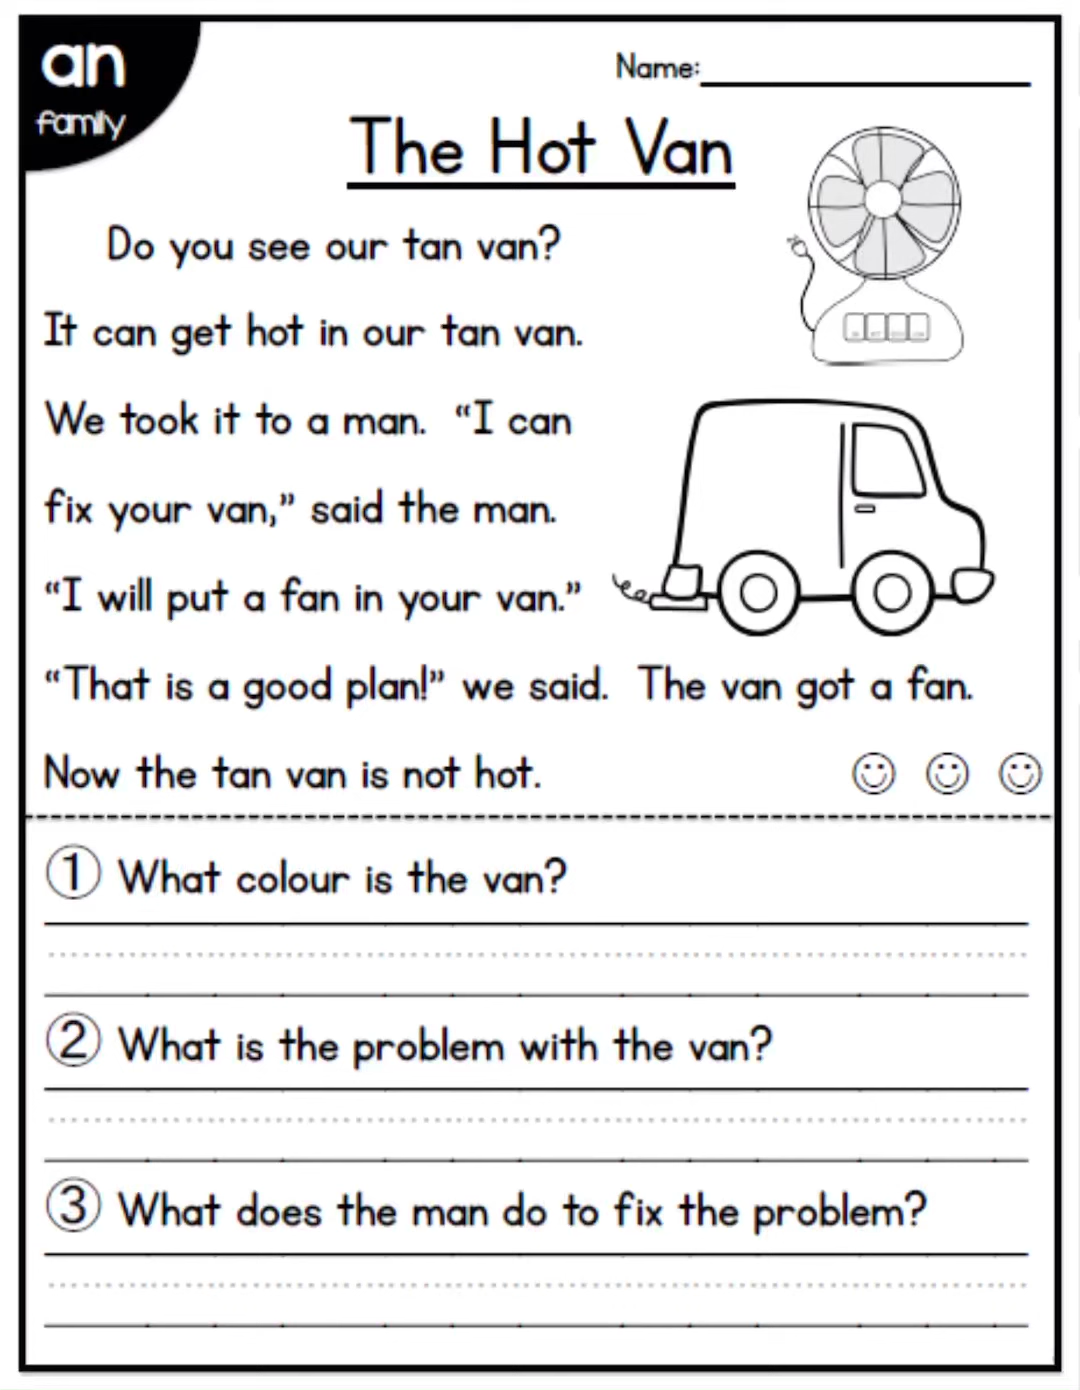 an
family
Name:
The Hot Van
Do you see our tan van?
It can get hot in our tan van.
We took it to a man. “I can
fix your van,” said the man.
“I will put a fan in your van.”
“That is a good plan!” we said. The van got a fan.
Now the tan van is not hot.
1 What colour is the van?
2 What is the problem with the van?
3 What does the man do to fix the problem?